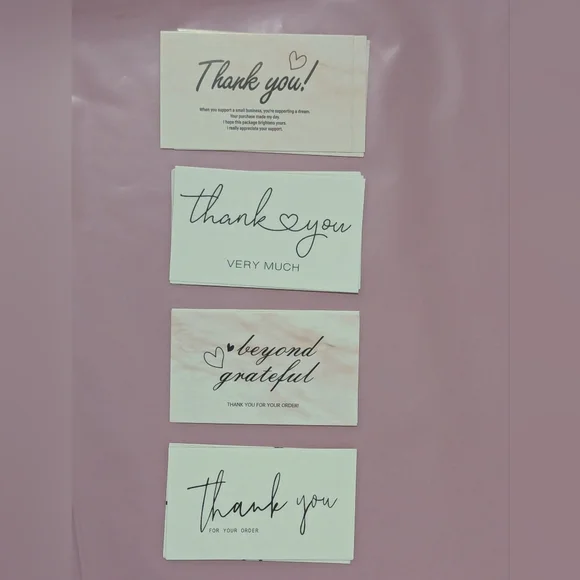 Thank you!
When you support a small business, you're supporting a dream.
Your purchase made my day.
I hope this package brightens yours.
I really appreciate your support.
thank you
VERY MUCH
beyond
grateful
THANK YOU FOR YOUR ORDER!
thank you
FOR YOUR ORDER